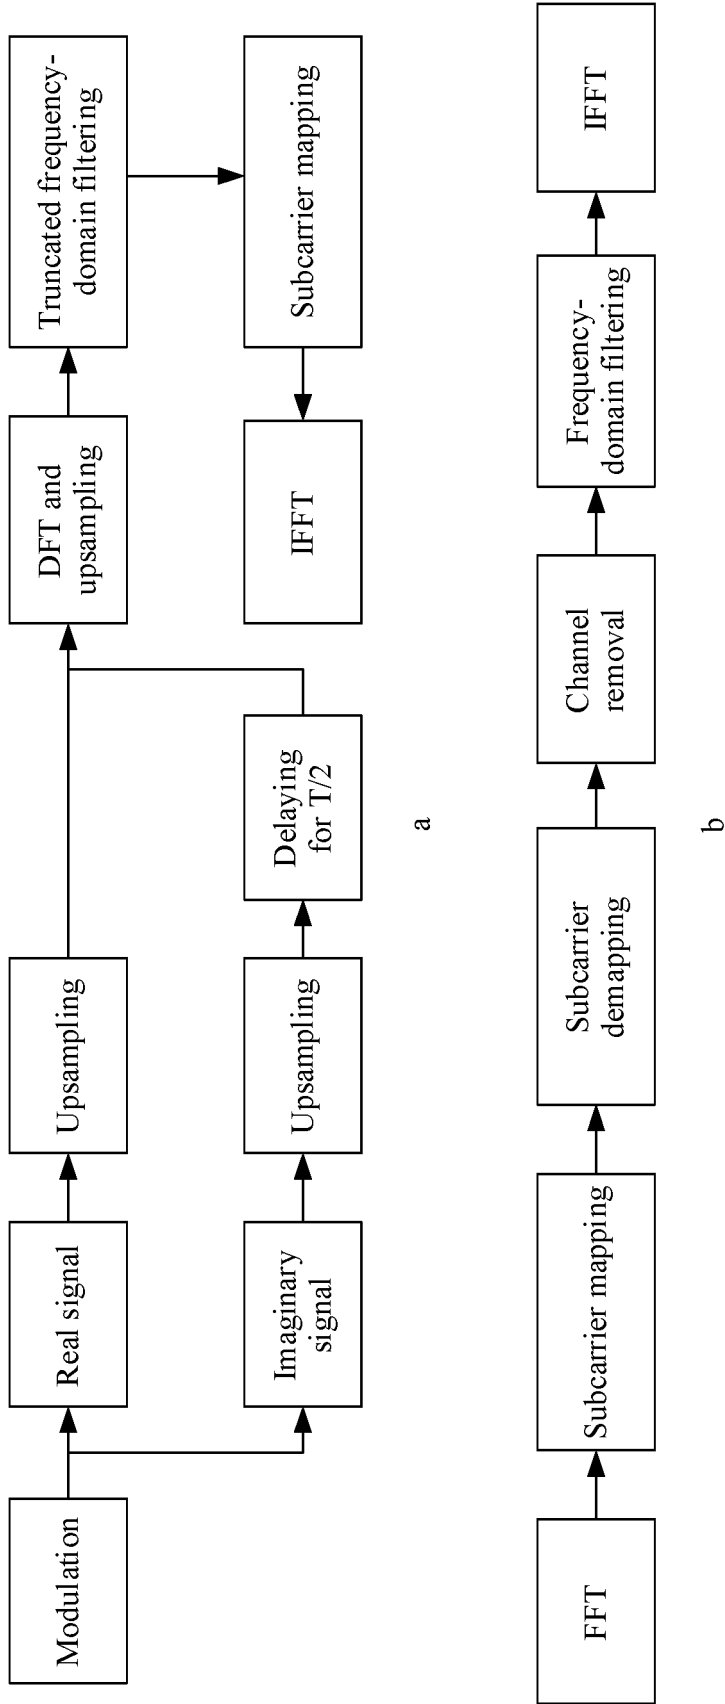 Modulation
Real signal
Upsampling
DFT and
upsampling
Truncated frequency-
domain filtering
Imaginary
signal
Upsampling
Delaying
for T/2
IFFT
Subcarrier mapping
a
FFT
Subcarrier mapping
Subcarrier
demapping
Channel
removal
Frequency-
domain filtering
IFFT
b